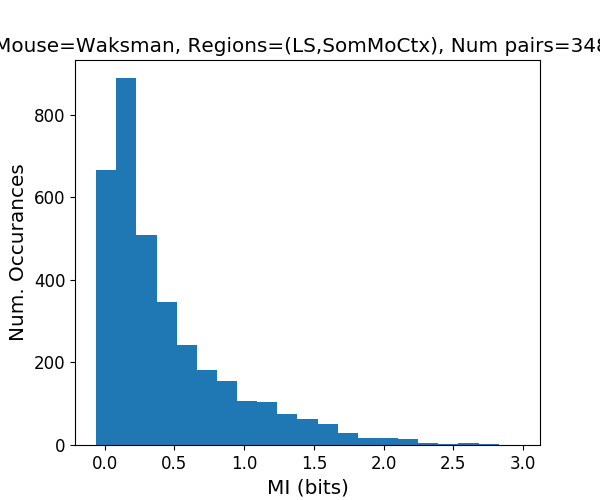 Mouse=Waksman, Regions=(LS,SomMoCtx), Num pairs=348
Num. Occurances
800
600
400
200
0
0.0 0.5 1.0 1.5 2.0 2.5 3.0
MI (bits)